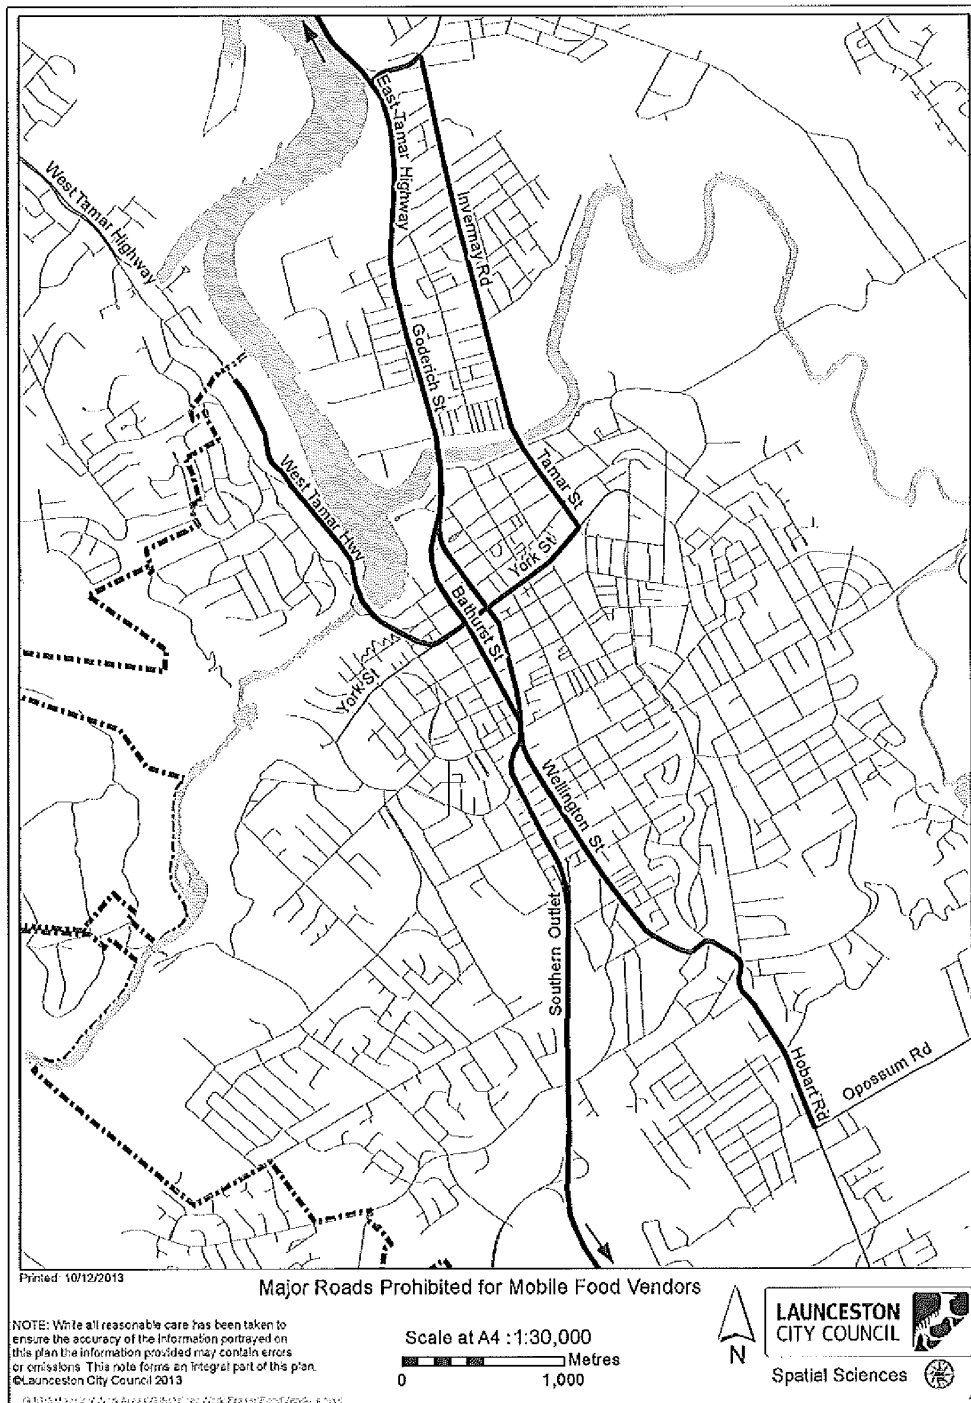 East Tamar Highway
West Tamar Highway
Invermay Rd
Goderich St
West Tamar Hwy
Tamar St
York St
Bathurst St
York St
Wellington St
Southern Outlet
Hobart Rd
Opossum Rd
Printed: 10/12/2013
Major Roads Prohibited for Mobile Food Vendors
NOTE: While all reasonable care has been taken to
ensure the accuracy of the information portrayed on
this plan the information provided may contain errors
or omissions. This note forms an integral part of this plan.
©Launceston City Council 2013
Scale at A4 :1:30,000
Metres
0 1,000
N
LAUNCESTON
CITY COUNCIL
Spatial Sciences